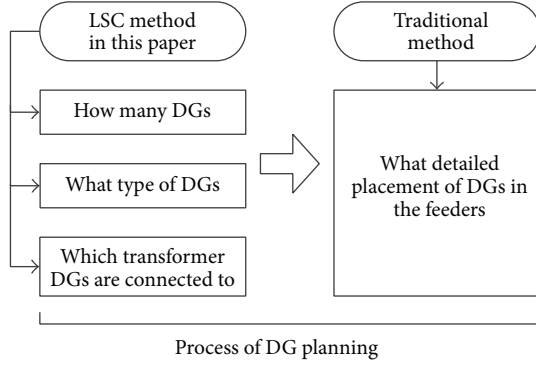 LSC method
in this paper
How many DGs
What type of DGs
Which transformer
DGs are connected to
Traditional
method
What detailed
placement of DGs in
the feeders
Process of DG planning